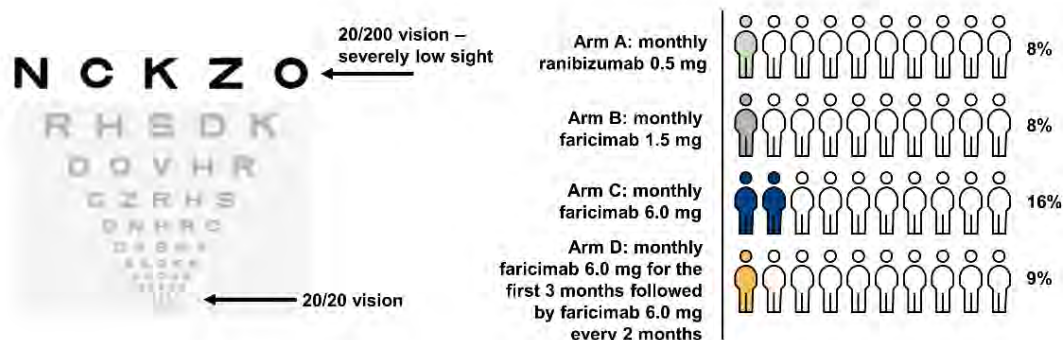 20/200 vision –
severely low sight
N C K Z O
R H S D K
D O V H R
C Z R H S
O N H R C
20/20 vision
Arm A: monthly
ranibizumab 0.5 mg
8%
Arm B: monthly
faricimab 1.5 mg
8%
Arm C: monthly
faricimab 6.0 mg
16%
Arm D: monthly
faricimab 6.0 mg for the
first 3 months followed
by faricimab 6.0 mg
every 2 months
9%